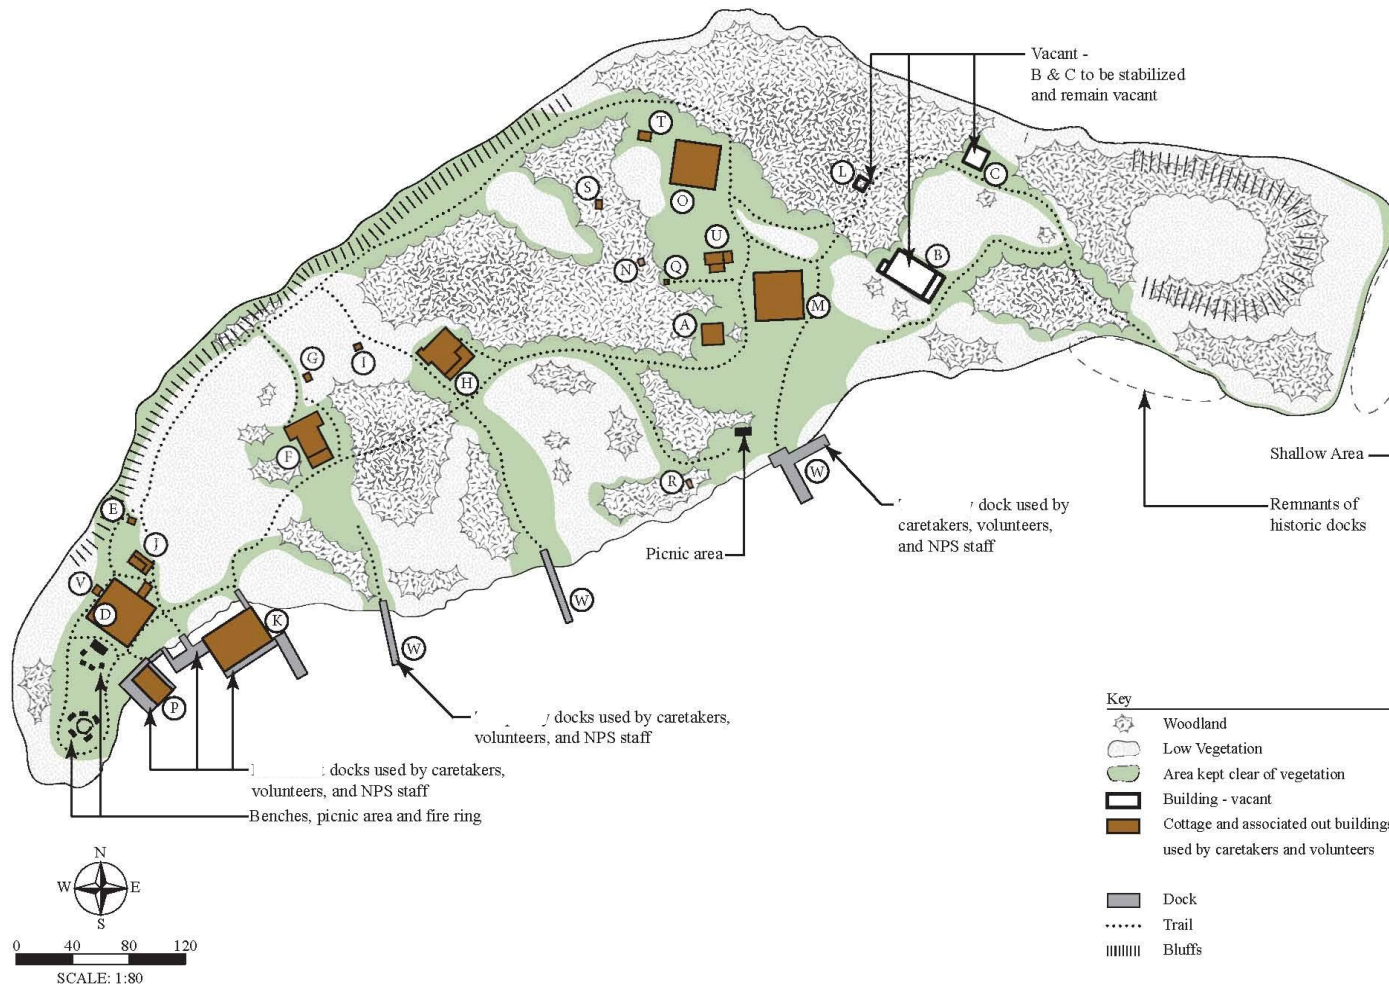 Vacant -
B & C to be stabilized
and remain vacant
T
S
O
L
C
U
B
N
Q
M
A
G
I
H
F
R
W
E
J
V
D
K
W
W
P
Shallow Area
Remnants of
historic docks
dock used by
caretakers, volunteers,
and NPS staff
Picnic area
docks used by caretakers,
volunteers, and NPS staff
docks used by caretakers,
volunteers, and NPS staff
Benches, picnic area and fire ring
N
W E
S
0 40 80 120
SCALE: 1:80
Key
Woodland
Low Vegetation
Area kept clear of vegetation
Building - vacant
Cottage and associated out buildings
used by caretakers and volunteers
Dock
Trail
Bluffs